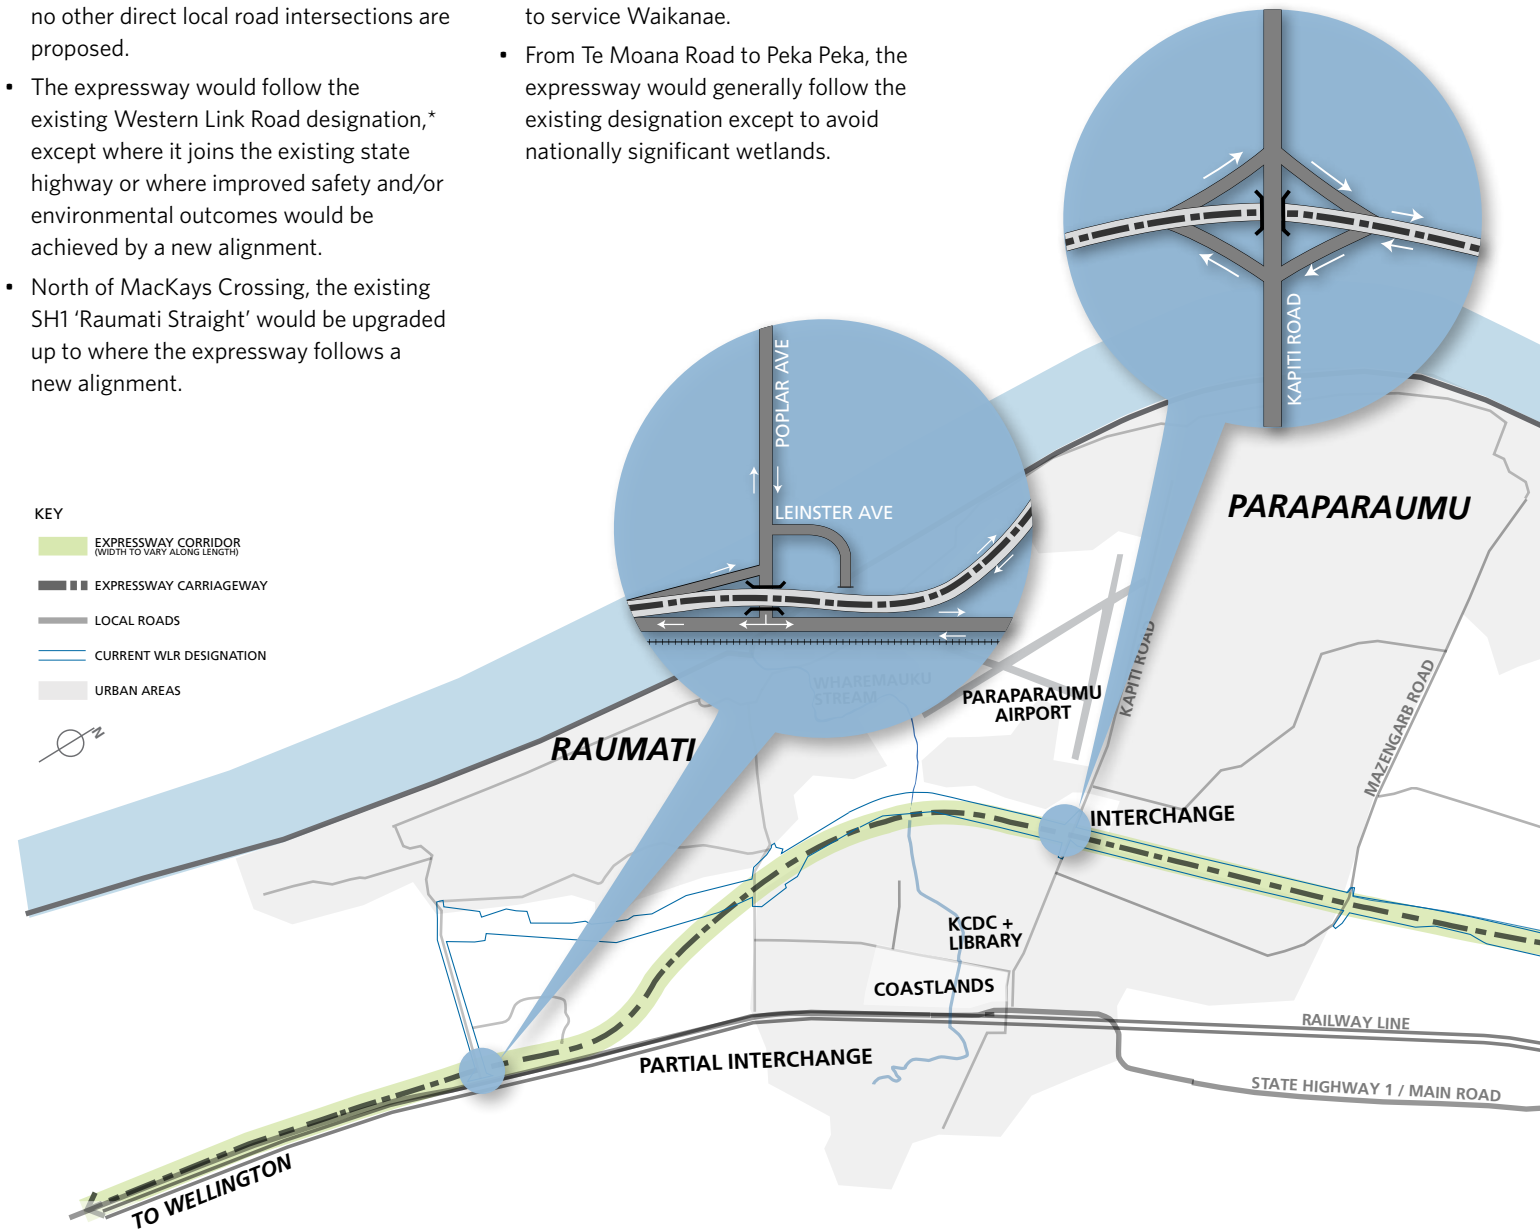 no other direct local road intersections are
proposed.
• The expressway would follow the
existing Western Link Road designation,*
except where it joins the existing state
highway or where improved safety and/or
environmental outcomes would be
achieved by a new alignment.
• North of MacKays Crossing, the existing
SH1 ‘Raumati Straight’ would be upgraded
up to where the expressway follows a
new alignment.
to service Waikanae.
• From Te Moana Road to Peka Peka, the
expressway would generally follow the
existing designation except to avoid
nationally significant wetlands.
KAPITI ROAD
POPLAR AVE
LEINSTER AVE
PARAPARAUMU
KEY
EXPRESSWAY CORRIDOR
(WIDTH TO VARY ALONG LENGTH)
EXPRESSWAY CARRIAGEWAY
LOCAL ROADS
CURRENT WLR DESIGNATION
URBAN AREAS
N
WHAREMAUKU
STREAM
PARAPARAUMU
AIRPORT
KAPITI ROAD
MAZENGARB ROAD
RAUMATI
INTERCHANGE
KCDC +
LIBRARY
COASTLANDS
RAILWAY LINE
PARTIAL INTERCHANGE
STATE HIGHWAY 1 / MAIN ROAD
TO WELLINGTON